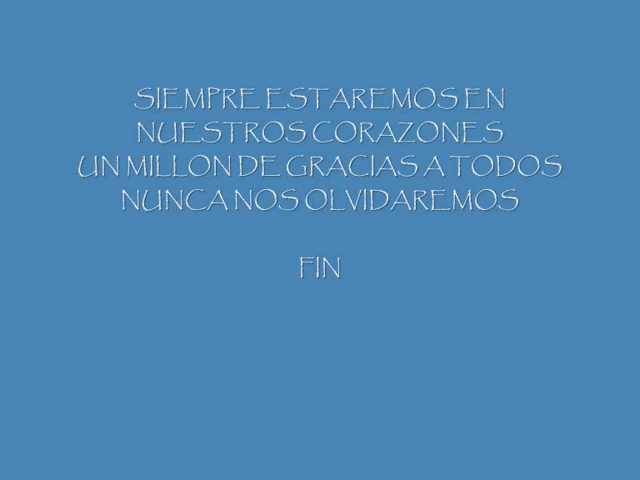 SIEMPRE ESTAREMOS EN
NUESTROS CORAZONES
UN MILLON DE GRACIAS A TODOS
NUNCA NOS OLVIDAREMOS
FIN